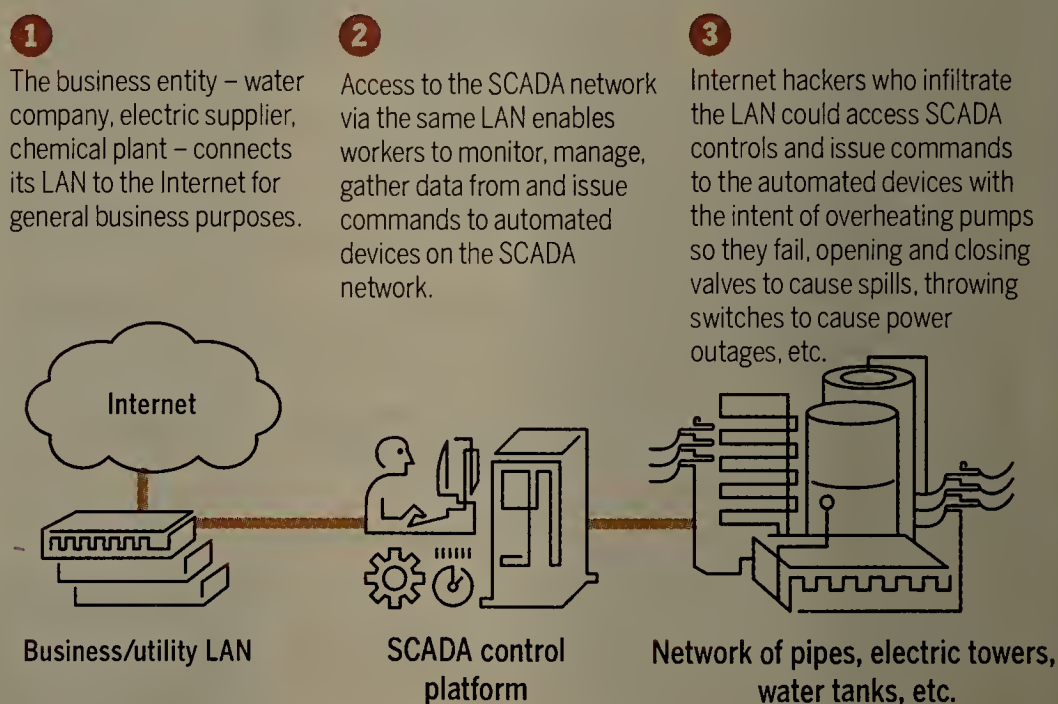 1
The business entity – water
company, electric supplier,
chemical plant – connects
its LAN to the Internet for
general business purposes.
2
Access to the SCADA network
via the same LAN enables
workers to monitor, manage,
gather data from and issue
commands to automated
devices on the SCADA
network.
3
Internet hackers who infiltrate
the LAN could access SCADA
controls and issue commands
to the automated devices with
the intent of overheating pumps
so they fail, opening and closing
valves to cause spills, throwing
switches to cause power
outages, etc.
Internet
Business/utility LAN
SCADA control
platform
Network of pipes, electric towers,
water tanks, etc.